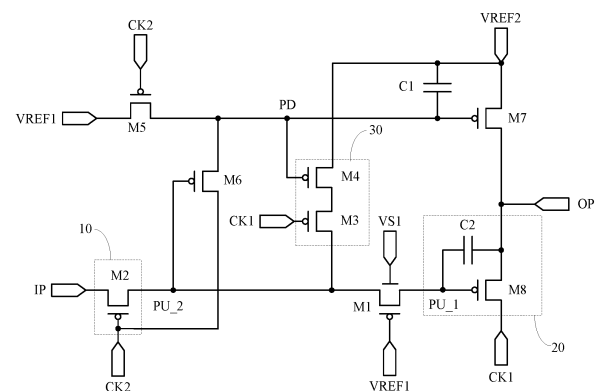 CK2
VREF2
C1
VREF1
M5
PD
M7
30
M6
M4
CK1
M3
OP
10
VS1
C2
M2
IP
PU_2
M1
PU_1
M8
20
CK2
VREF1
CK1